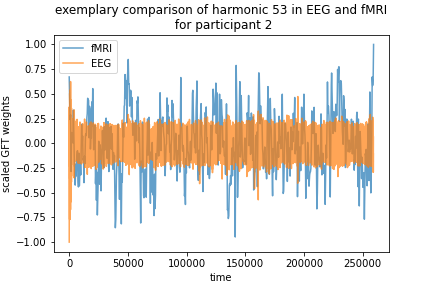 exemplary comparison of harmonic 53 in EEG and fMRI
for participant 2
1.00
0.75
0.50
0.25
0.00
−0.25
−0.50
−0.75
−1.00
scaled GFT weights
fMRI
EEG
0
50000
100000
150000
200000
250000
time